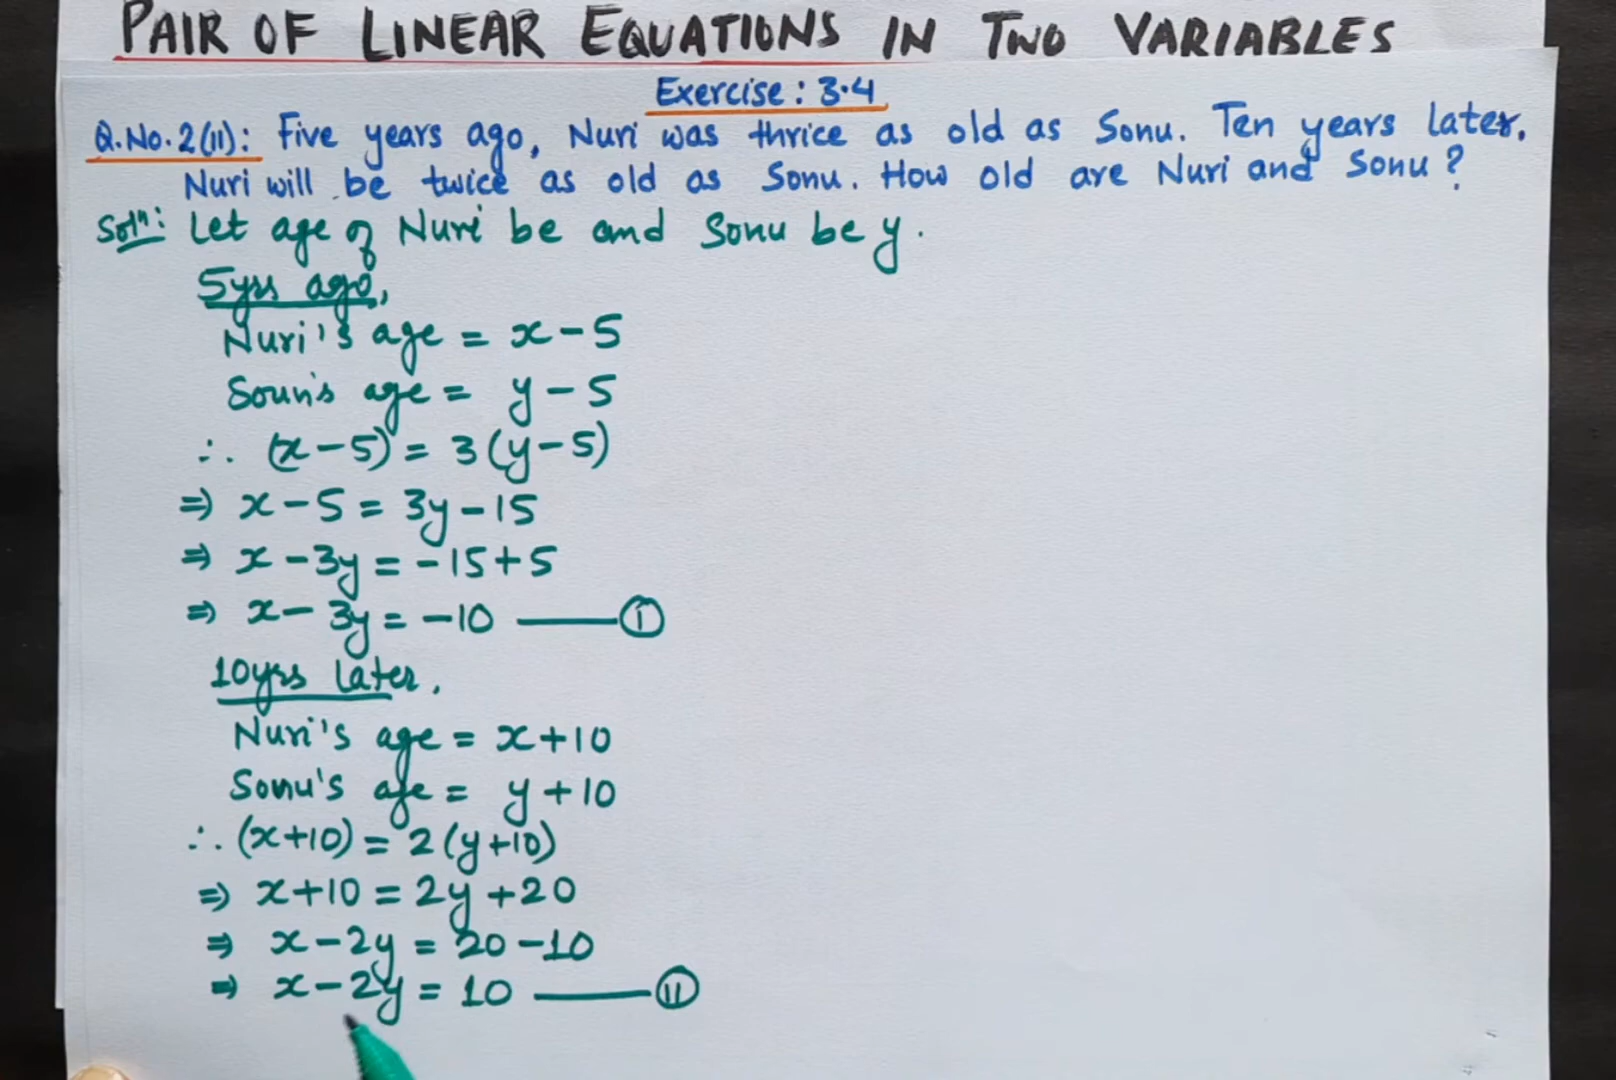 PAIR OF LINEAR EQUATIONS IN TWO VARIABLES
Exercise: 3.4
Q.No.2(II): Five years ago, Nuri was thrice as old as Sonu. Ten years later,
Nuri will be twice as old as Sonu. How old are Nuri and Sonu?
Solⁿ: Let age of Nuri be and Sonu be y.
5yrs ago,
Nuri's age = x-5
Soun's age = y-5
∴ (x-5) = 3(y-5)
⇒ x-5 = 3y-15
⇒ x-3y = -15+5
⇒ x-3y = -10 —— I
10yrs later,
Nuri's age = x+10
Sonu's age = y+10
∴ (x+10) = 2(y+10)
⇒ x+10 = 2y+20
⇒ x-2y = 20-10
⇒ x-2y = 10 —— II